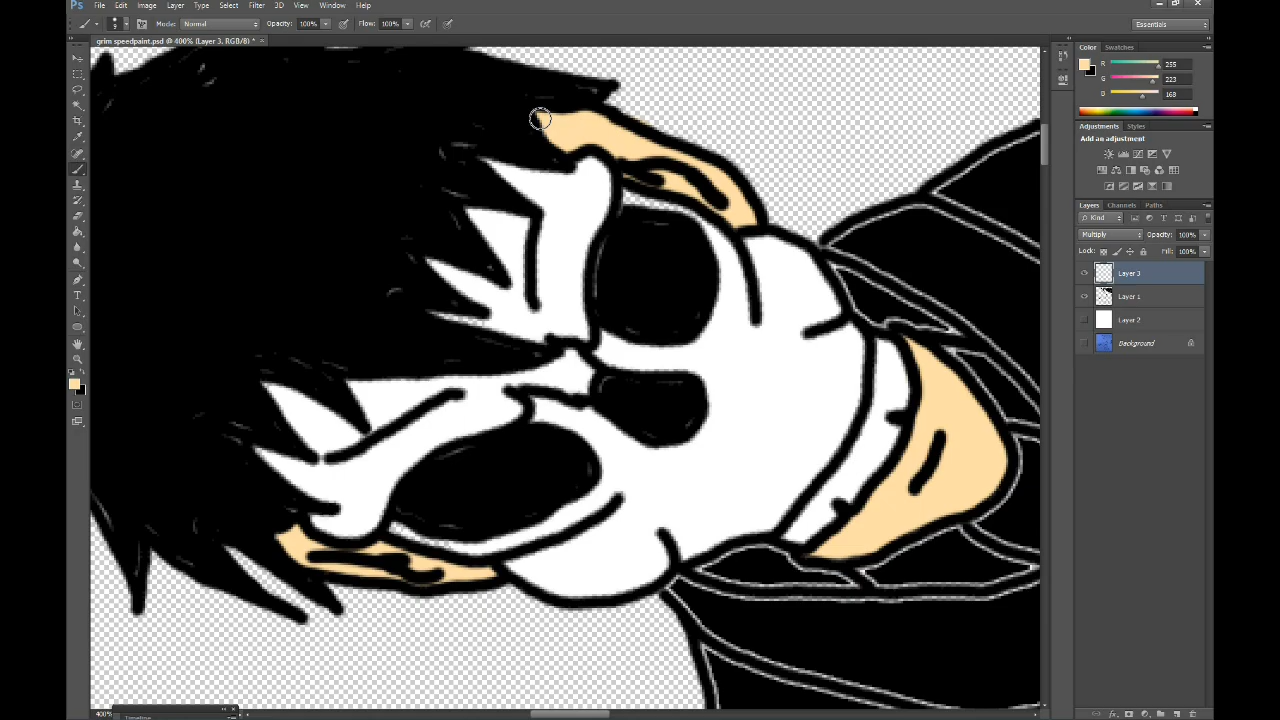 Ps File Edit Image Layer Type Select Filter 3D View Window Help
9 Mode: Normal Opacity: 100% Flow: 100% Essentials
grim speedpaint.psd @ 400% (Layer 3, RGB/8) * ×
Color Swatches
R 255
G 223
B 168
Adjustments Styles
Add an adjustment
Layers Channels Paths
Kind
Multiply Opacity: 100%
Lock: Fill: 100%
Layer 3
Layer 1
Layer 2
Background
400%
Timeline